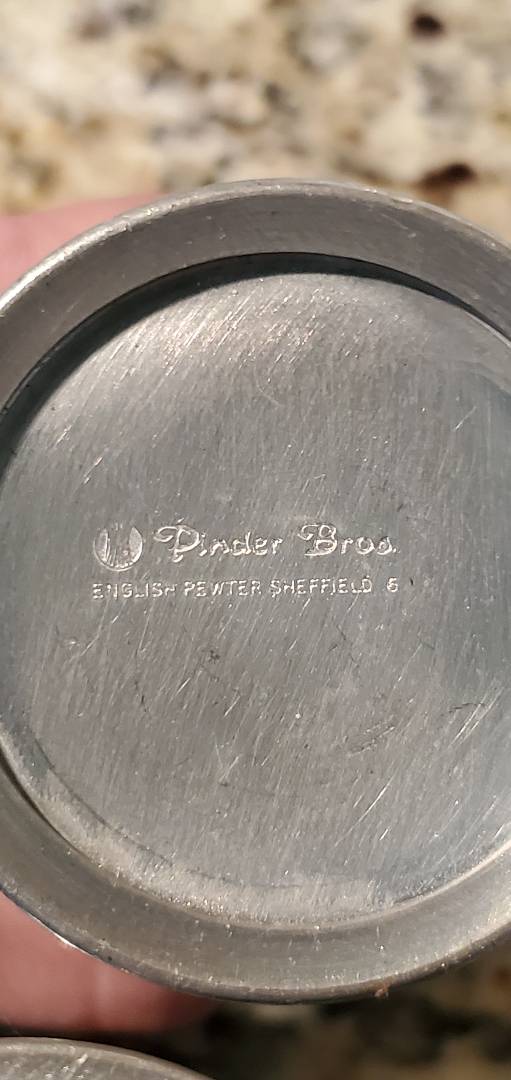 Pinder Bros.
ENGLISH PEWTER SHEFFIELD 6